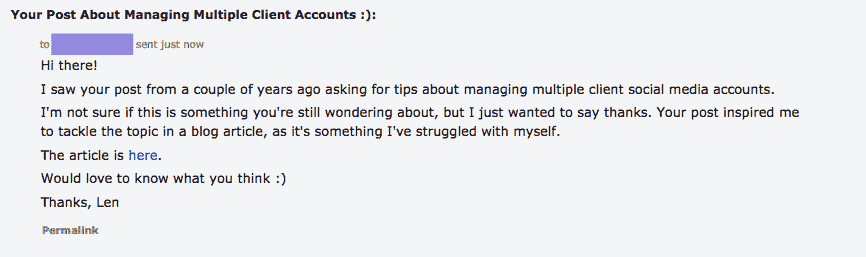 Your Post About Managing Multiple Client Accounts :):
to sent just now
Hi there!
I saw your post from a couple of years ago asking for tips about managing multiple client social media accounts.
I'm not sure if this is something you're still wondering about, but I just wanted to say thanks. Your post inspired me
to tackle the topic in a blog article, as it's something I've struggled with myself.
The article is here.
Would love to know what you think :)
Thanks, Len
Permalink